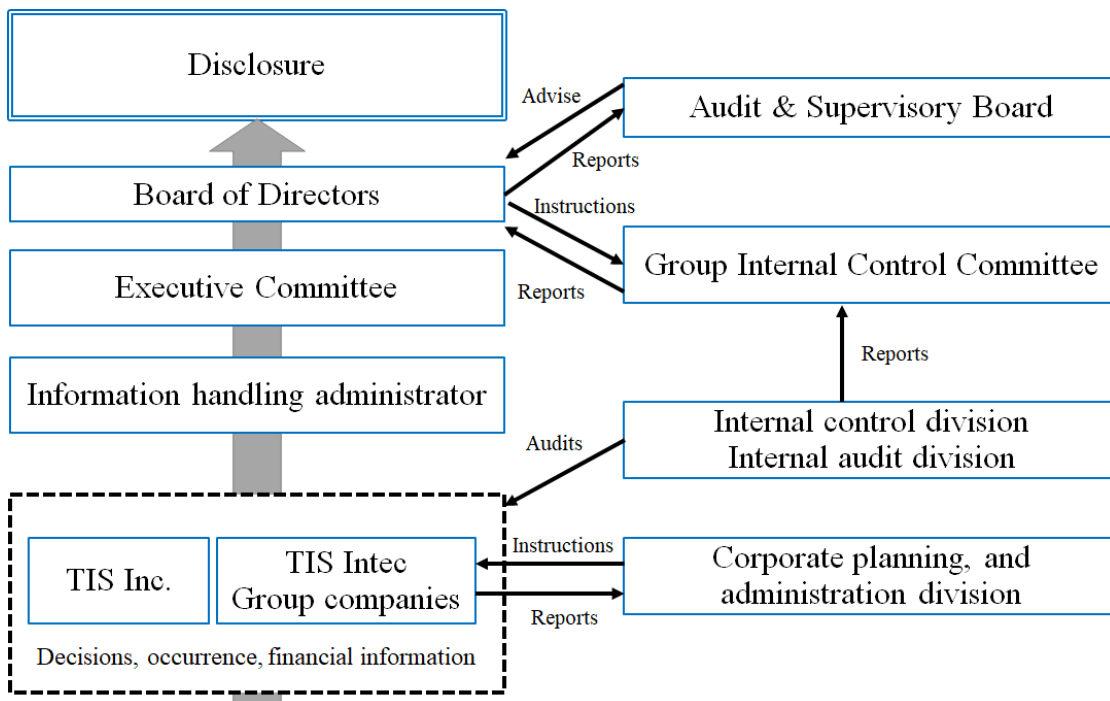 Disclosure
Advise
Audit & Supervisory Board
Reports
Board of Directors
Instructions
Group Internal Control Committee
Executive Committee
Reports
Reports
Information handling administrator
Internal control division
Internal audit division
Audits
Instructions
TIS Inc.
TIS Intec
Group companies
Corporate planning, and
administration division
Reports
Decisions, occurrence, financial information